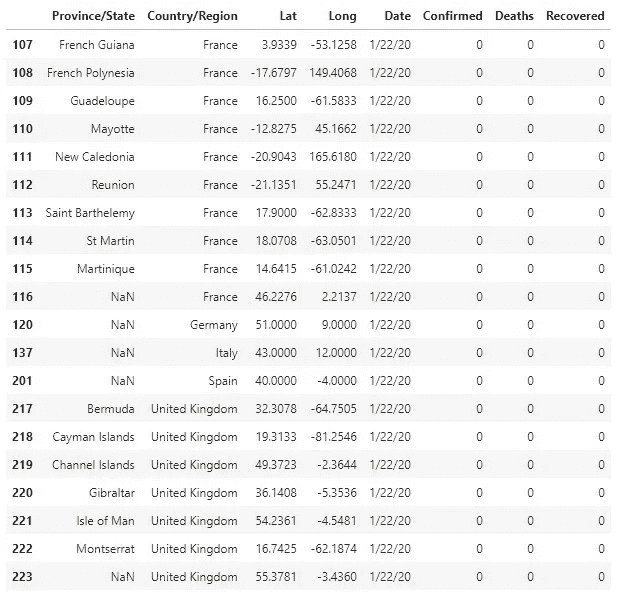 Province/State Country/Region Lat Long Date Confirmed Deaths Recovered
107 French Guiana France 3.9339 -53.1258 1/22/20 0 0 0
108 French Polynesia France -17.6797 149.4068 1/22/20 0 0 0
109 Guadeloupe France 16.2500 -61.5833 1/22/20 0 0 0
110 Mayotte France -12.8275 45.1662 1/22/20 0 0 0
111 New Caledonia France -20.9043 165.6180 1/22/20 0 0 0
112 Reunion France -21.1351 55.2471 1/22/20 0 0 0
113 Saint Barthelemy France 17.9000 -62.8333 1/22/20 0 0 0
114 St Martin France 18.0708 -63.0501 1/22/20 0 0 0
115 Martinique France 14.6415 -61.0242 1/22/20 0 0 0
116 NaN France 46.2276 2.2137 1/22/20 0 0 0
120 NaN Germany 51.0000 9.0000 1/22/20 0 0 0
137 NaN Italy 43.0000 12.0000 1/22/20 0 0 0
201 NaN Spain 40.0000 -4.0000 1/22/20 0 0 0
217 Bermuda United Kingdom 32.3078 -64.7505 1/22/20 0 0 0
218 Cayman Islands United Kingdom 19.3133 -81.2546 1/22/20 0 0 0
219 Channel Islands United Kingdom 49.3723 -2.3644 1/22/20 0 0 0
220 Gibraltar United Kingdom 36.1408 -5.3536 1/22/20 0 0 0
221 Isle of Man United Kingdom 54.2361 -4.5481 1/22/20 0 0 0
222 Montserrat United Kingdom 16.7425 -62.1874 1/22/20 0 0 0
223 NaN United Kingdom 55.3781 -3.4360 1/22/20 0 0 0